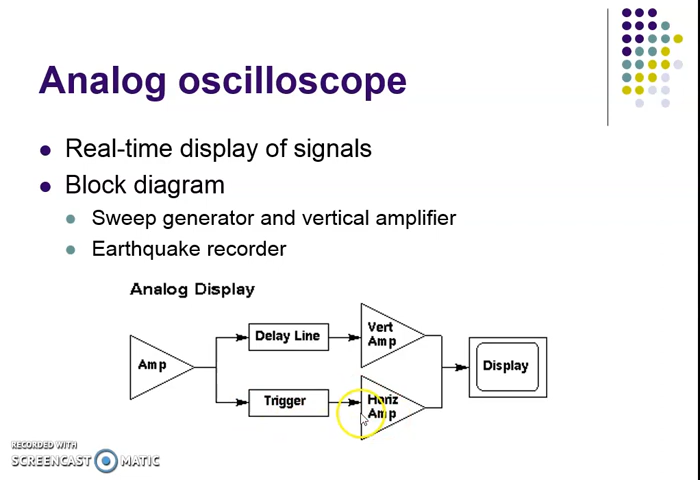 Analog oscilloscope
Real-time display of signals
Block diagram
Sweep generator and vertical amplifier
Earthquake recorder
Analog Display
Amp
Delay Line
Vert
Amp
Display
Trigger
Horiz
Amp
RECORDED WITH
SCREENCAST MATIC